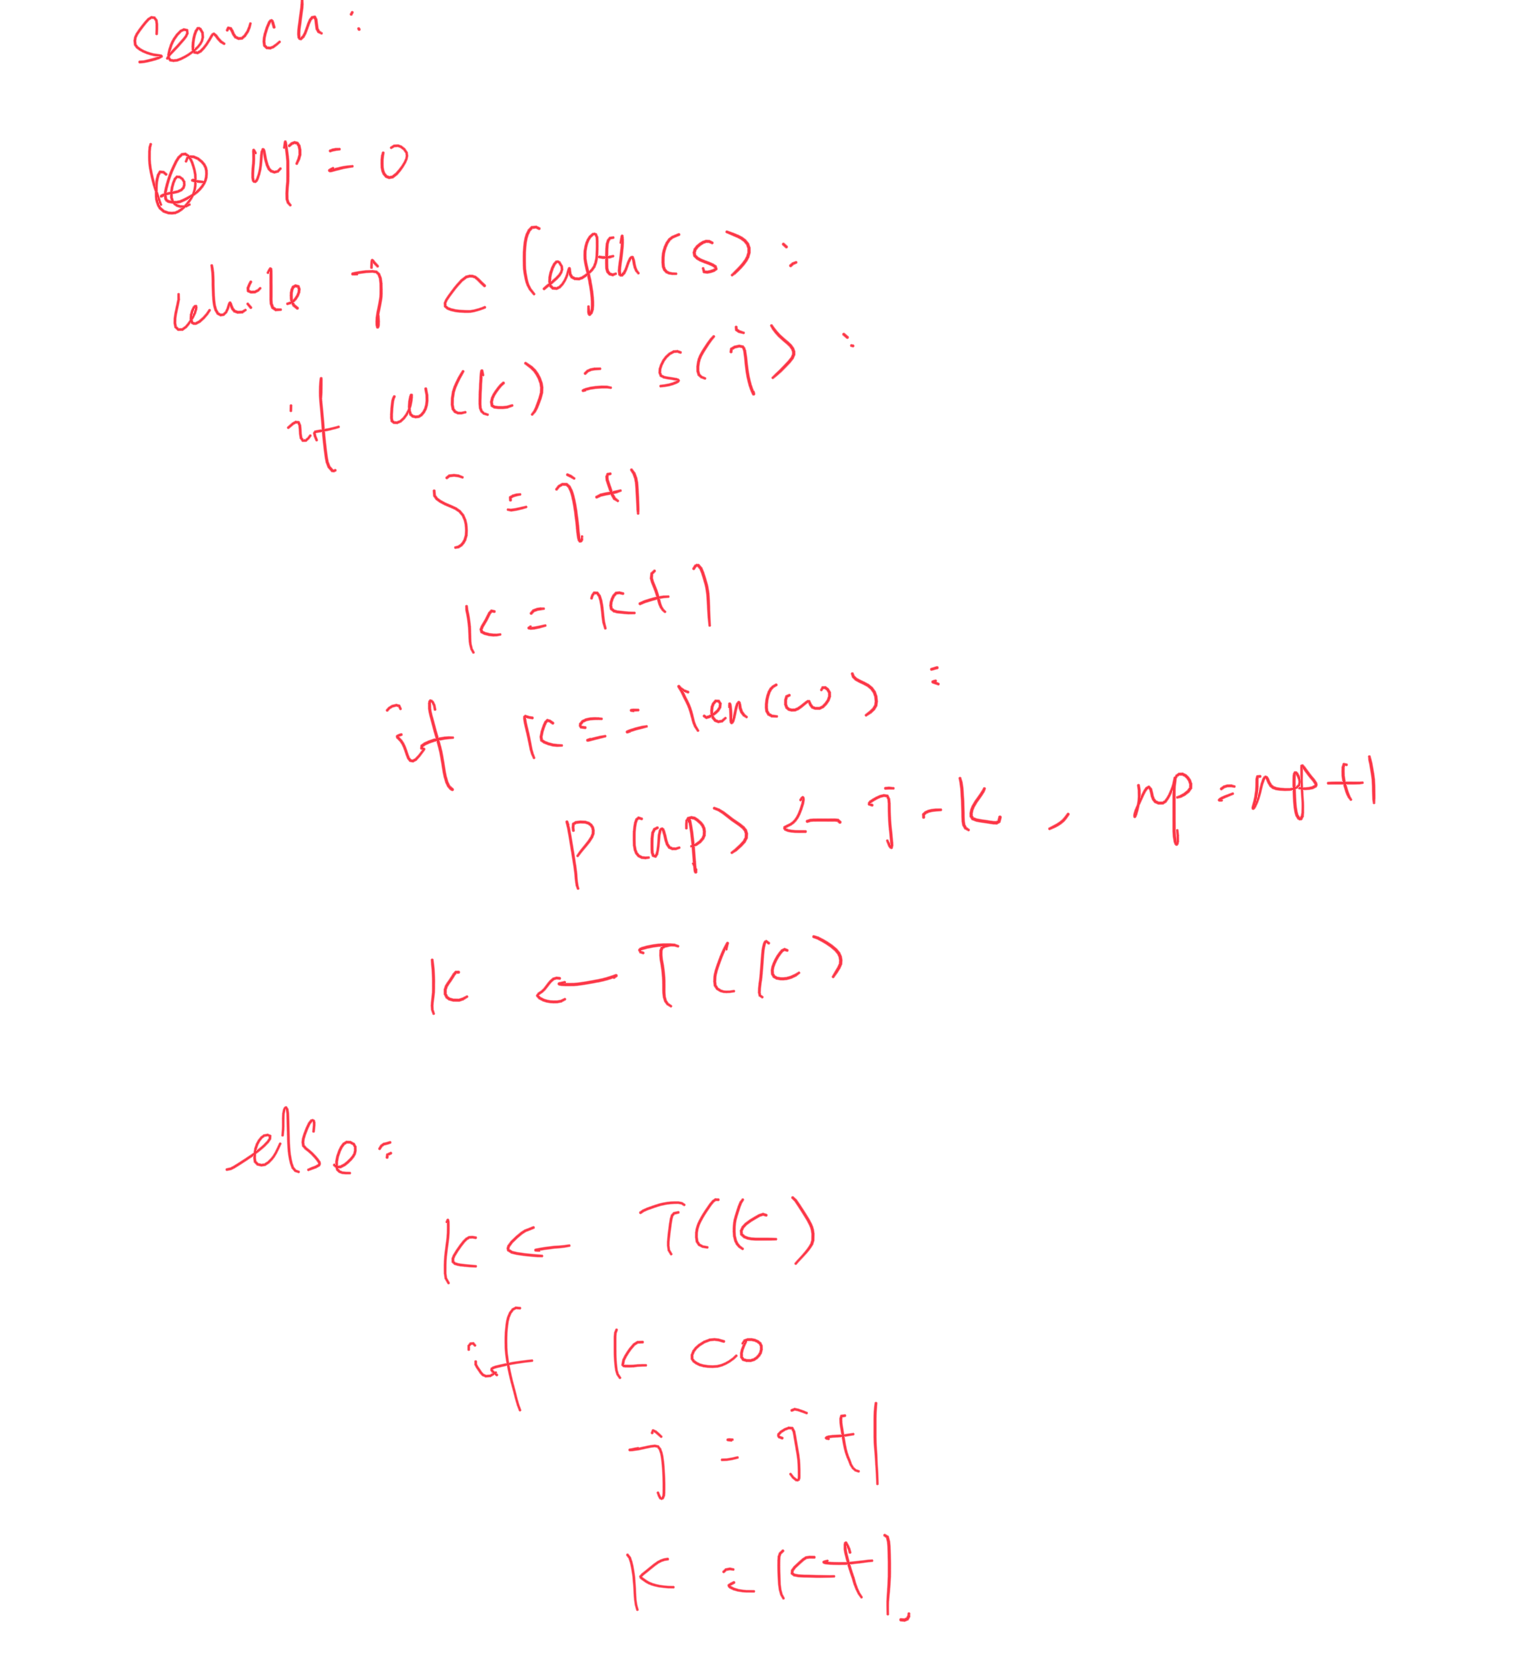 Search:
let np = 0
while j < length(s):
if w(k) = s(j):
j = j+1
k = k+1
if k == len(w):
p(np) ← j-k, np = np+1
k ← T(k)
else:
k ← T(k)
if k <0
j = j+1
k = k+1.